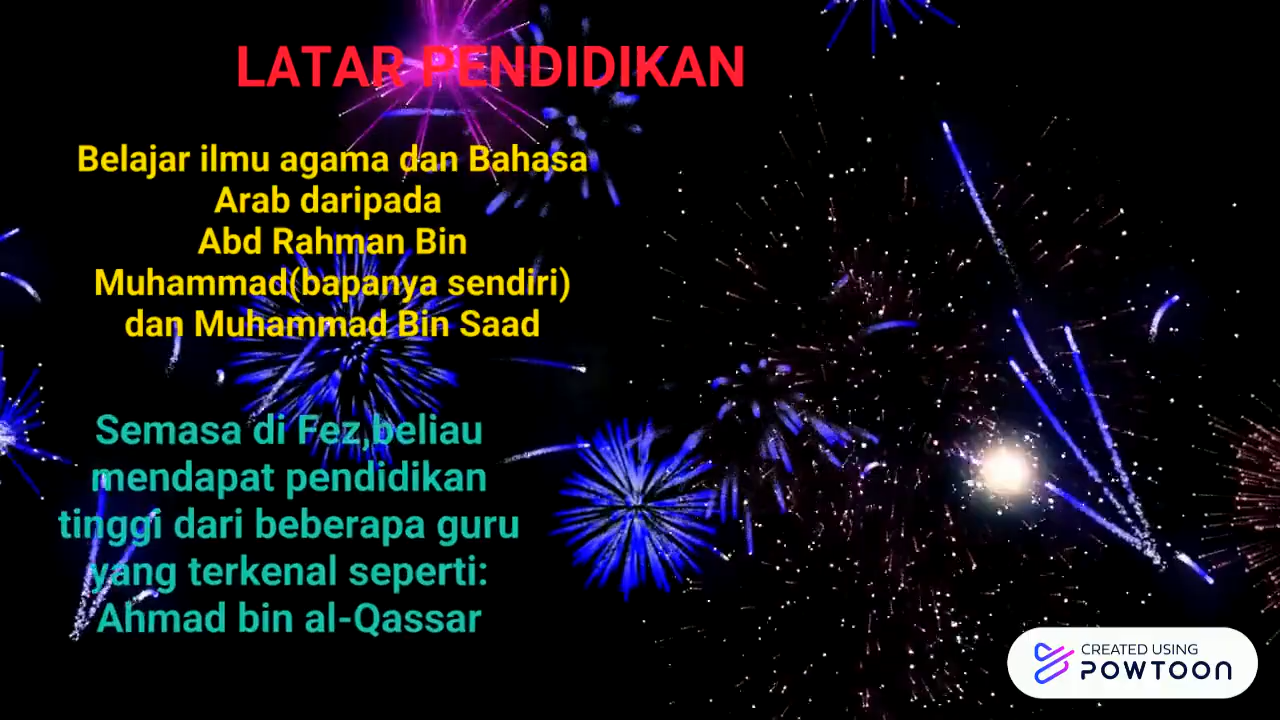 LATAR PENDIDIKAN
Belajar ilmu agama dan Bahasa
Arab daripada
Abd Rahman Bin
Muhammad(bapanya sendiri)
dan Muhammad Bin Saad
Semasa di Fez,beliau
mendapat pendidikan
tinggi dari beberapa guru
yang terkenal seperti:
Ahmad bin al-Qassar
CREATED USING
POWTOON